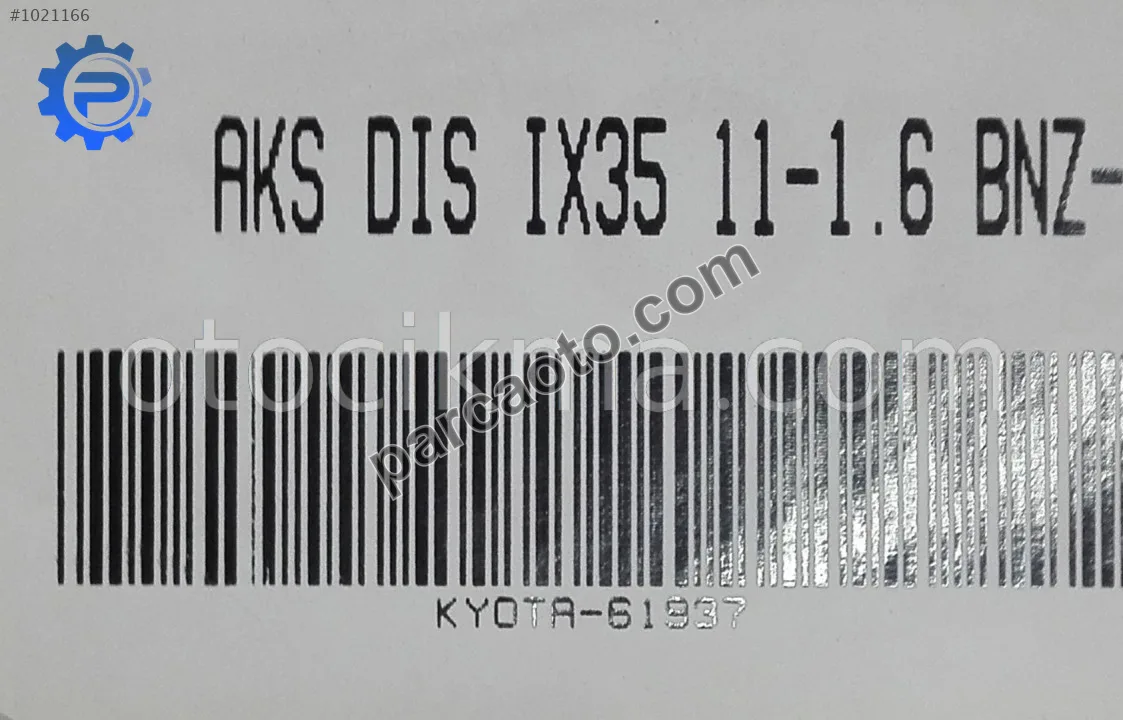 #1021166
P
AKS DIS IX35 11-1.6 BNZ-
parcaoto.com
otocikma.com
KYOTA-61937